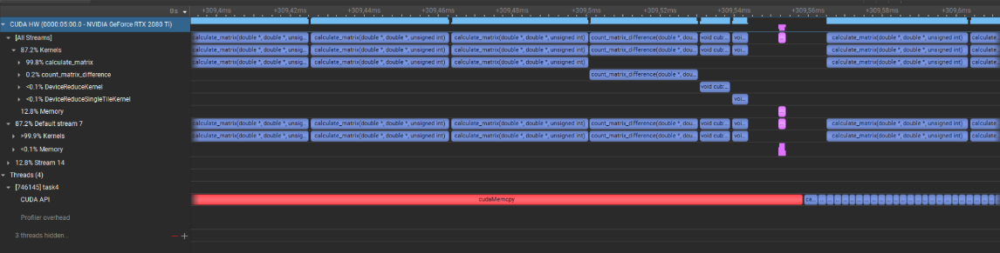 0s +309,4ms +309,42ms +309,44ms +309,46ms +309,48ms +309,5ms +309,52ms +309,54ms +309,56ms +309,58ms +309,6ms
CUDA HW (0000:05:00.0 - NVIDIA GeForce RTX 2080 Ti)
[All Streams] calculate_matrix(double *, double *, unsig... calculate_matrix(double *, double *, unsigned int) calculate_matrix(double *, double *, unsigned int) count_matrix_difference(double *, dou... void cub:... voi... ... calculate_matrix(double *, double *, unsigned int) calculate...
87.2% Kernels calculate_matrix(double *, double *, unsig... calculate_matrix(double *, double *, unsigned int) calculate_matrix(double *, double *, unsigned int) count_matrix_difference(double *, dou... void cub:... voi... calculate_matrix(double *, double *, unsigned int) calculate...
99.8% calculate_matrix calculate_matrix(double *, double *, unsig... calculate_matrix(double *, double *, unsigned int) calculate_matrix(double *, double *, unsigned int) calculate_matrix(double *, double *, unsigned int) calculate...
0.2% count_matrix_difference count_matrix_difference(double *, dou...
<0.1% DeviceReduceKernel void cub:...
<0.1% DeviceReduceSingleTileKernel voi...
12.8% Memory ...
87.2% Default stream 7 calculate_matrix(double *, double *, unsig... calculate_matrix(double *, double *, unsigned int) calculate_matrix(double *, double *, unsigned int) count_matrix_difference(double *, dou... void cub:... voi... ... calculate_matrix(double *, double *, unsigned int) calculate...
>99.9% Kernels calculate_matrix(double *, double *, unsig... calculate_matrix(double *, double *, unsigned int) calculate_matrix(double *, double *, unsigned int) count_matrix_difference(double *, dou... void cub:... voi... calculate_matrix(double *, double *, unsigned int) calculate...
<0.1% Memory
12.8% Stream 14
Threads (4)
[746145] task4
CUDA API cudaMemcpy ca...
Profiler overhead
3 threads hidden...